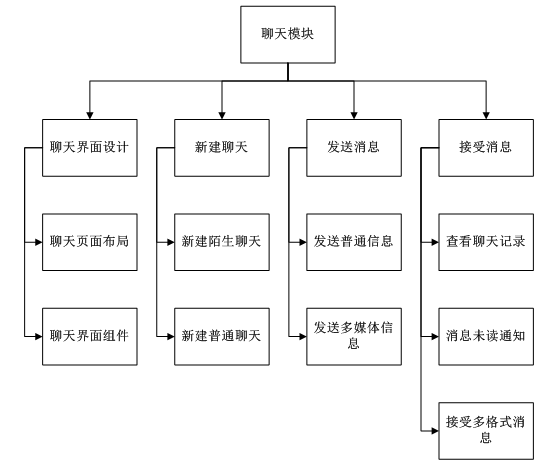 聊天模块
聊天界面设计
新建聊天
发送消息
接受消息
聊天页面布局
新建陌生聊天
发送普通信息
查看聊天记录
聊天界面组件
新建普通聊天
发送多媒体信
息
消息未读通知
接受多格式消
息